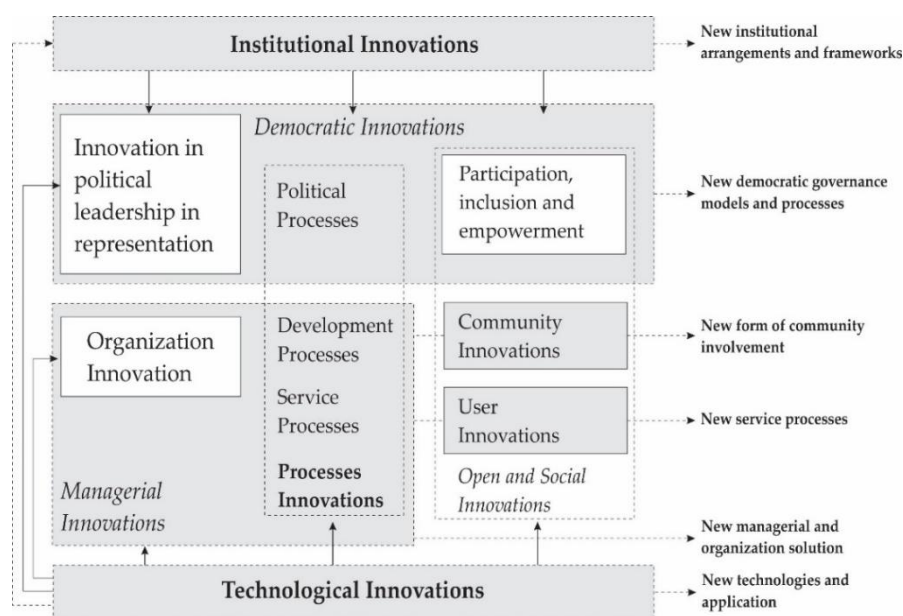 Institutional Innovations
New institutional
arrangements and frameworks
Democratic Innovations
Innovation in
political
leadership in
representation
Political
Processes
Participation,
inclusion and
empowerment
New democratic governance
models and processes
Organization
Innovation
Development
Processes
Community
Innovations
New form of community
involvement
Service
Processes
User
Innovations
New service processes
Managerial
Innovations
Processes
Innovations
Open and Social
Innovations
New managerial and
organization solution
Technological Innovations
New technologies and
application